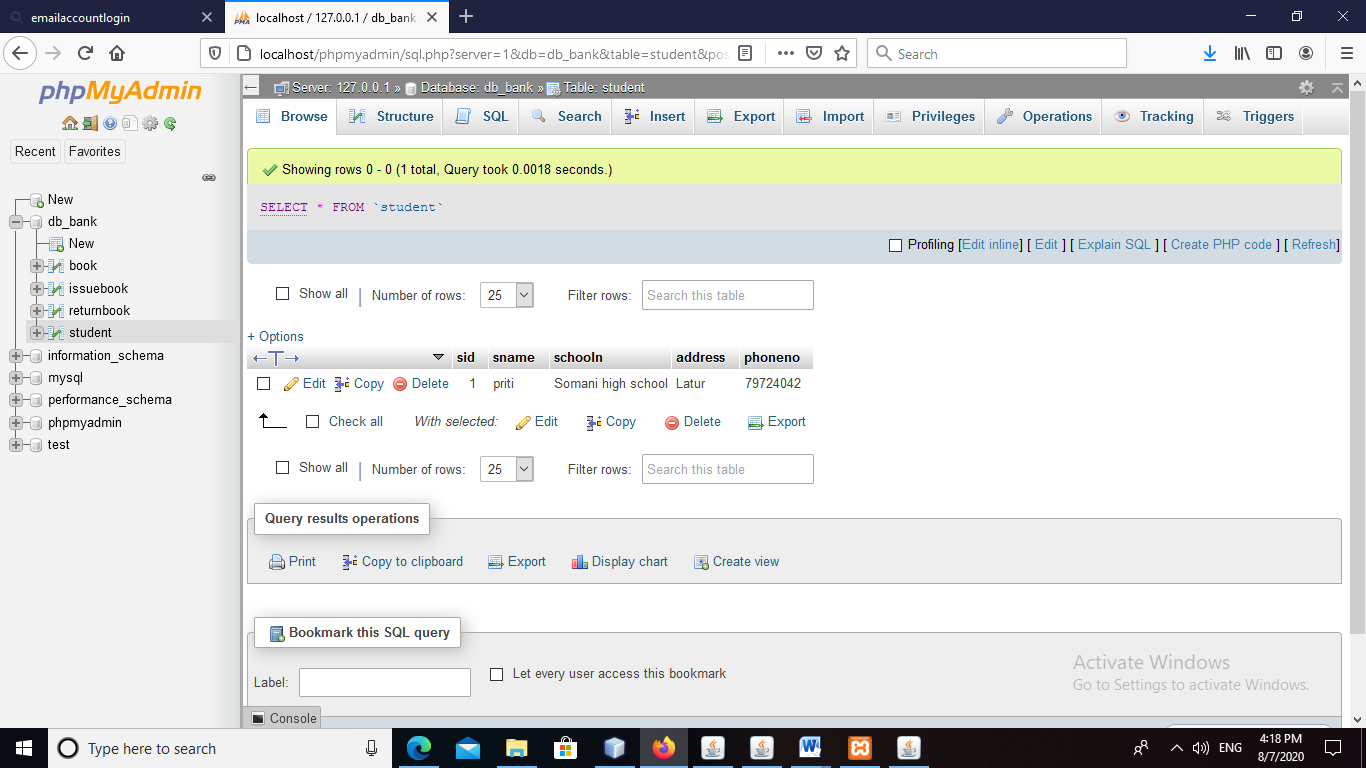 emailaccountlogin
localhost / 127.0.0.1 / db_bank
localhost/phpmyadmin/sql.php?server=1&db=db_bank&table=student&pos
Search
phpMyAdmin
Recent Favorites
New
db_bank
New
book
issuebook
returnbook
student
information_schema
mysql
performance_schema
phpmyadmin
test
Server: 127.0.0.1 » Database: db_bank » Table: student
Browse Structure SQL Search Insert Export Import Privileges Operations Tracking Triggers
Showing rows 0 - 0 (1 total, Query took 0.0018 seconds.)
SELECT * FROM `student`
Profiling [Edit inline] [ Edit ] [ Explain SQL ] [ Create PHP code ] [ Refresh]
Show all | Number of rows: 25 Filter rows: Search this table
+ Options
←T→ sid sname schooln address phoneno
Edit Copy Delete 1 priti Somani high school Latur 79724042
Check all With selected: Edit Copy Delete Export
Show all | Number of rows: 25 Filter rows: Search this table
Query results operations
Print Copy to clipboard Export Display chart Create view
Bookmark this SQL query
Label: Let every user access this bookmark
Activate Windows
Go to Settings to activate Windows.
Console
Type here to search
ENG
4:18 PM
8/7/2020